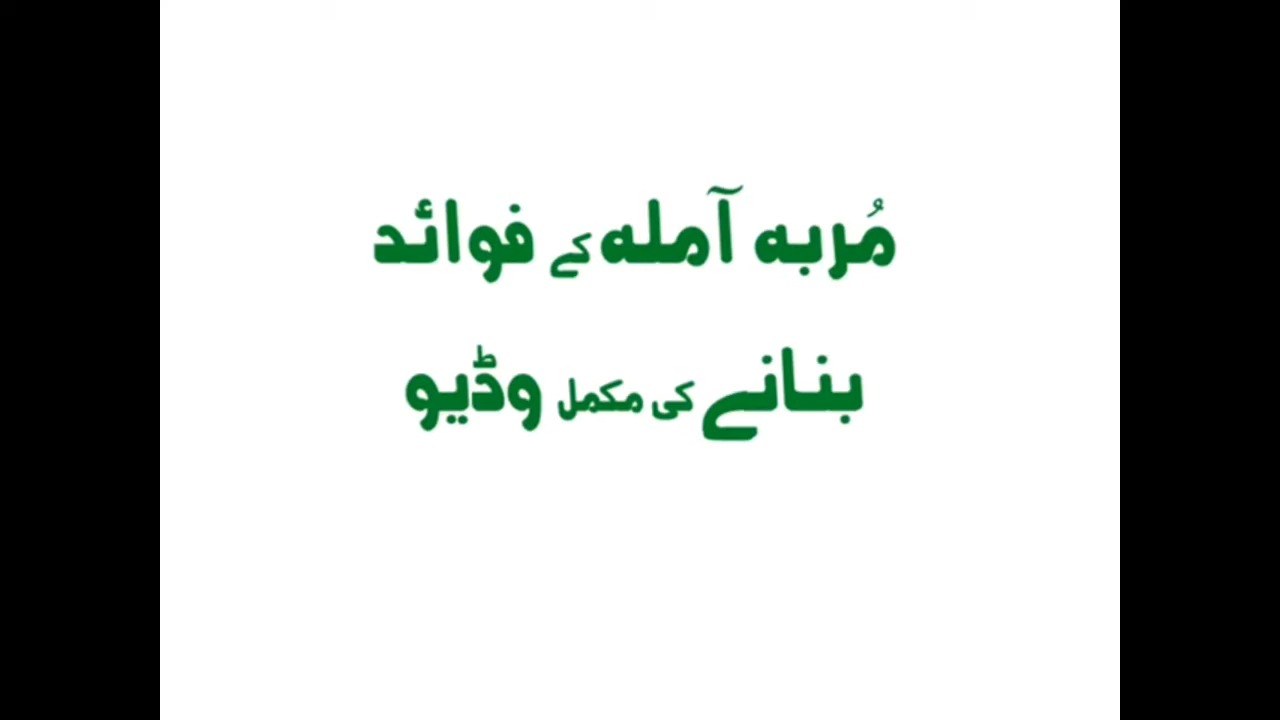 مُربہ آملہ کے فوائد
بنانے کی مکمل وڈیو